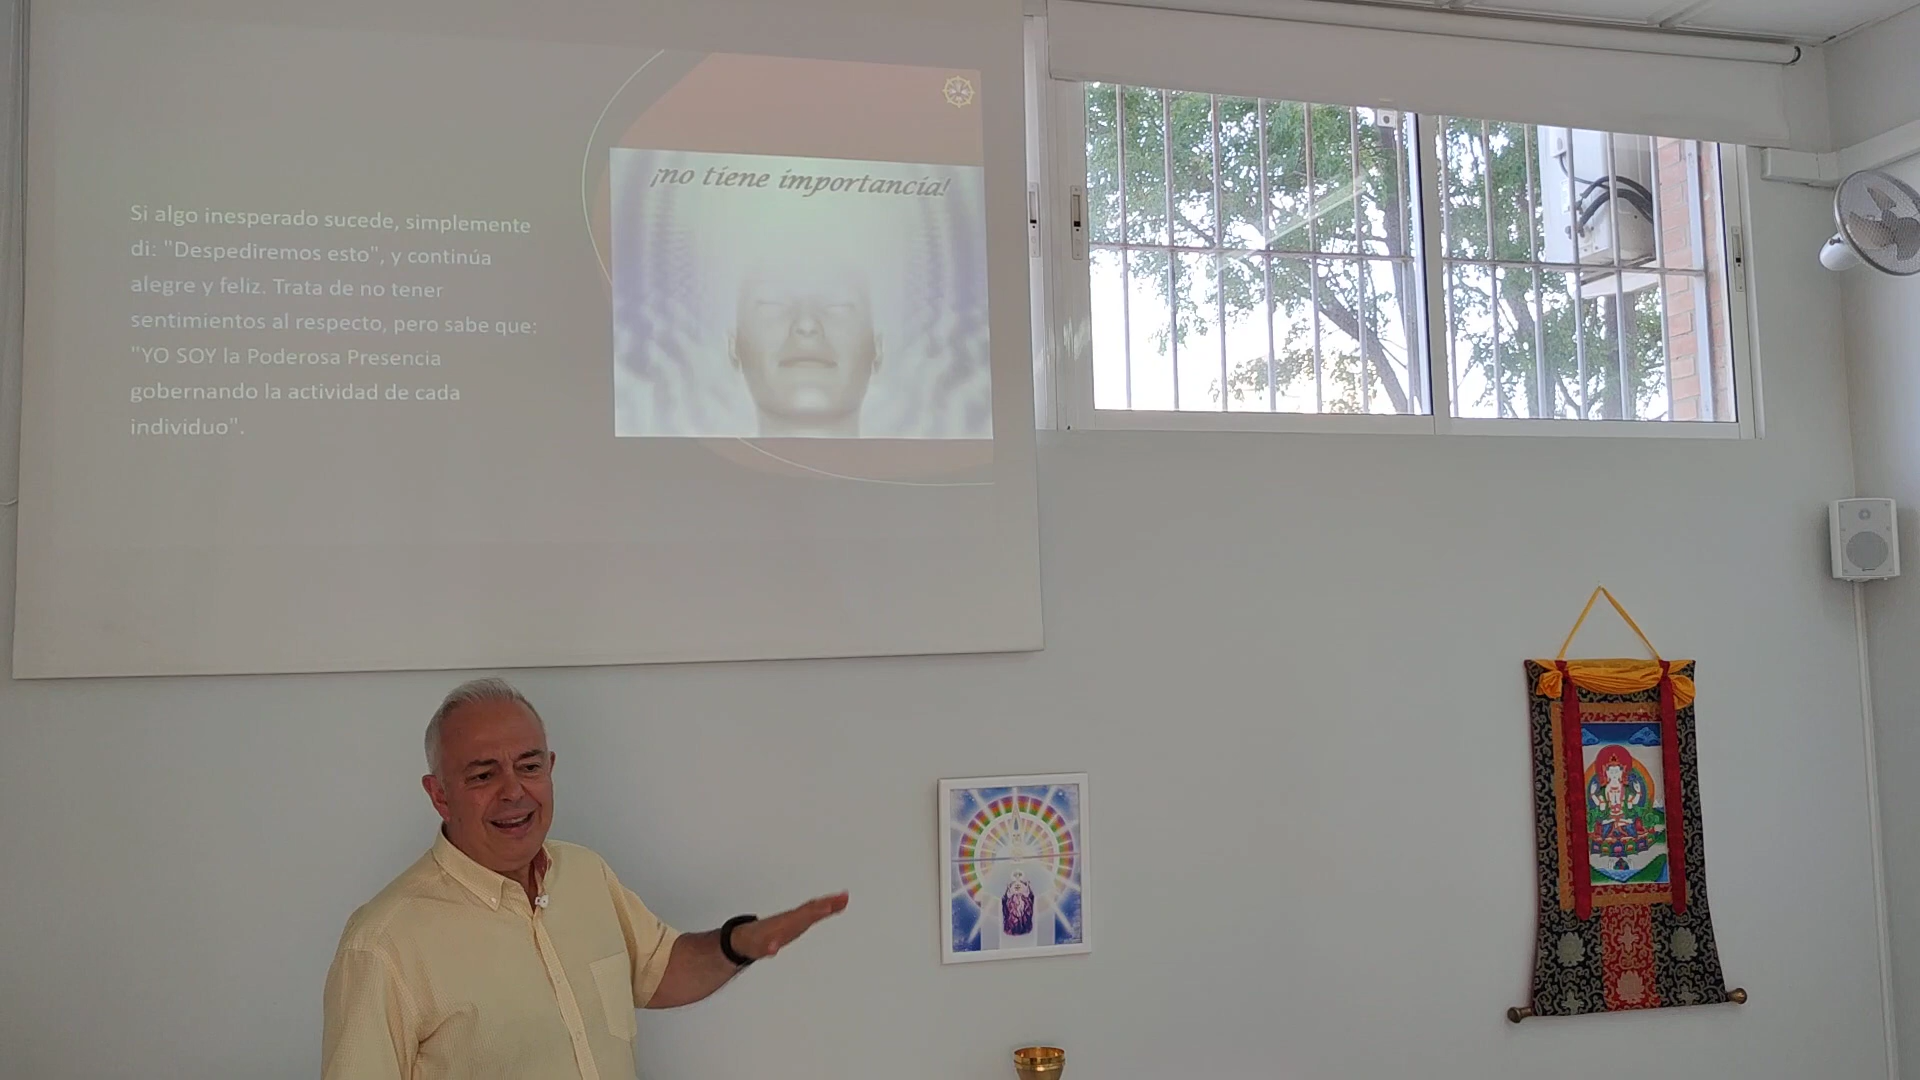 ¡no tiene importancia!
Si algo inesperado sucede, simplemente
di: "Despediremos esto", y continúa
alegre y feliz. Trata de no tener
sentimientos al respecto, pero sabe que:
"YO SOY la Poderosa Presencia
gobernando la actividad de cada
individuo".